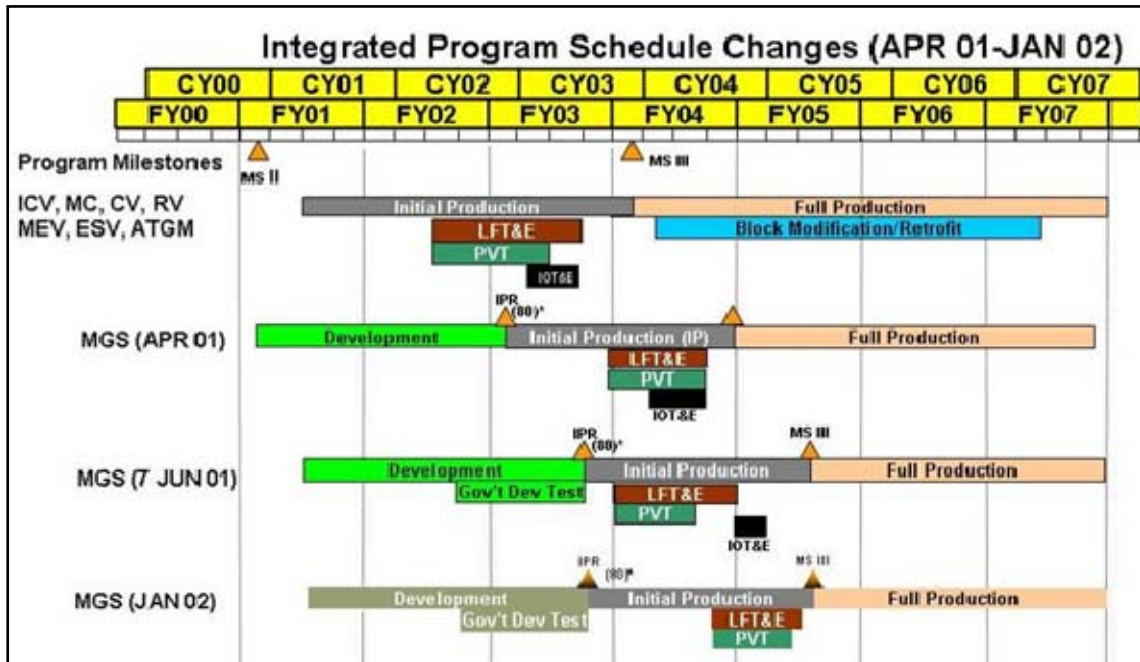 Integrated Program Schedule Changes (APR 01-JAN 02)
CY00 CY01 CY02 CY03 CY04 CY05 CY06 CY07
FY00 FY01 FY02 FY03 FY04 FY05 FY06 FY07
Program Milestones
MS II
MS III
ICV, MC, CV, RV
MEV, ESV, ATGM
Initial Production
Full Production
LFT&E
Block Modification/Retrofit
PVT
IOT&E
IPR
(80)*
MGS (APR 01)
Development
Initial Production (IP)
Full Production
LFT&E
PVT
IOT&E
IPR
(80)*
MS III
MGS (7 JUN 01)
Development
Initial Production
Full Production
Gov't Dev Test
LFT&E
PVT
IOT&E
IPR
(80)*
MS III
MGS (JAN 02)
Development
Initial Production
Full Production
Gov't Dev Test
LFT&E
PVT